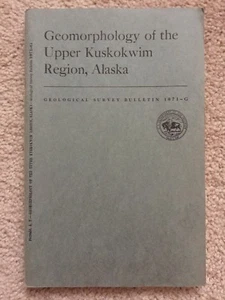 Geomorphology of the
Upper Kuskokwim
Region, Alaska
GEOLOGICAL SURVEY BULLETIN 1071-G